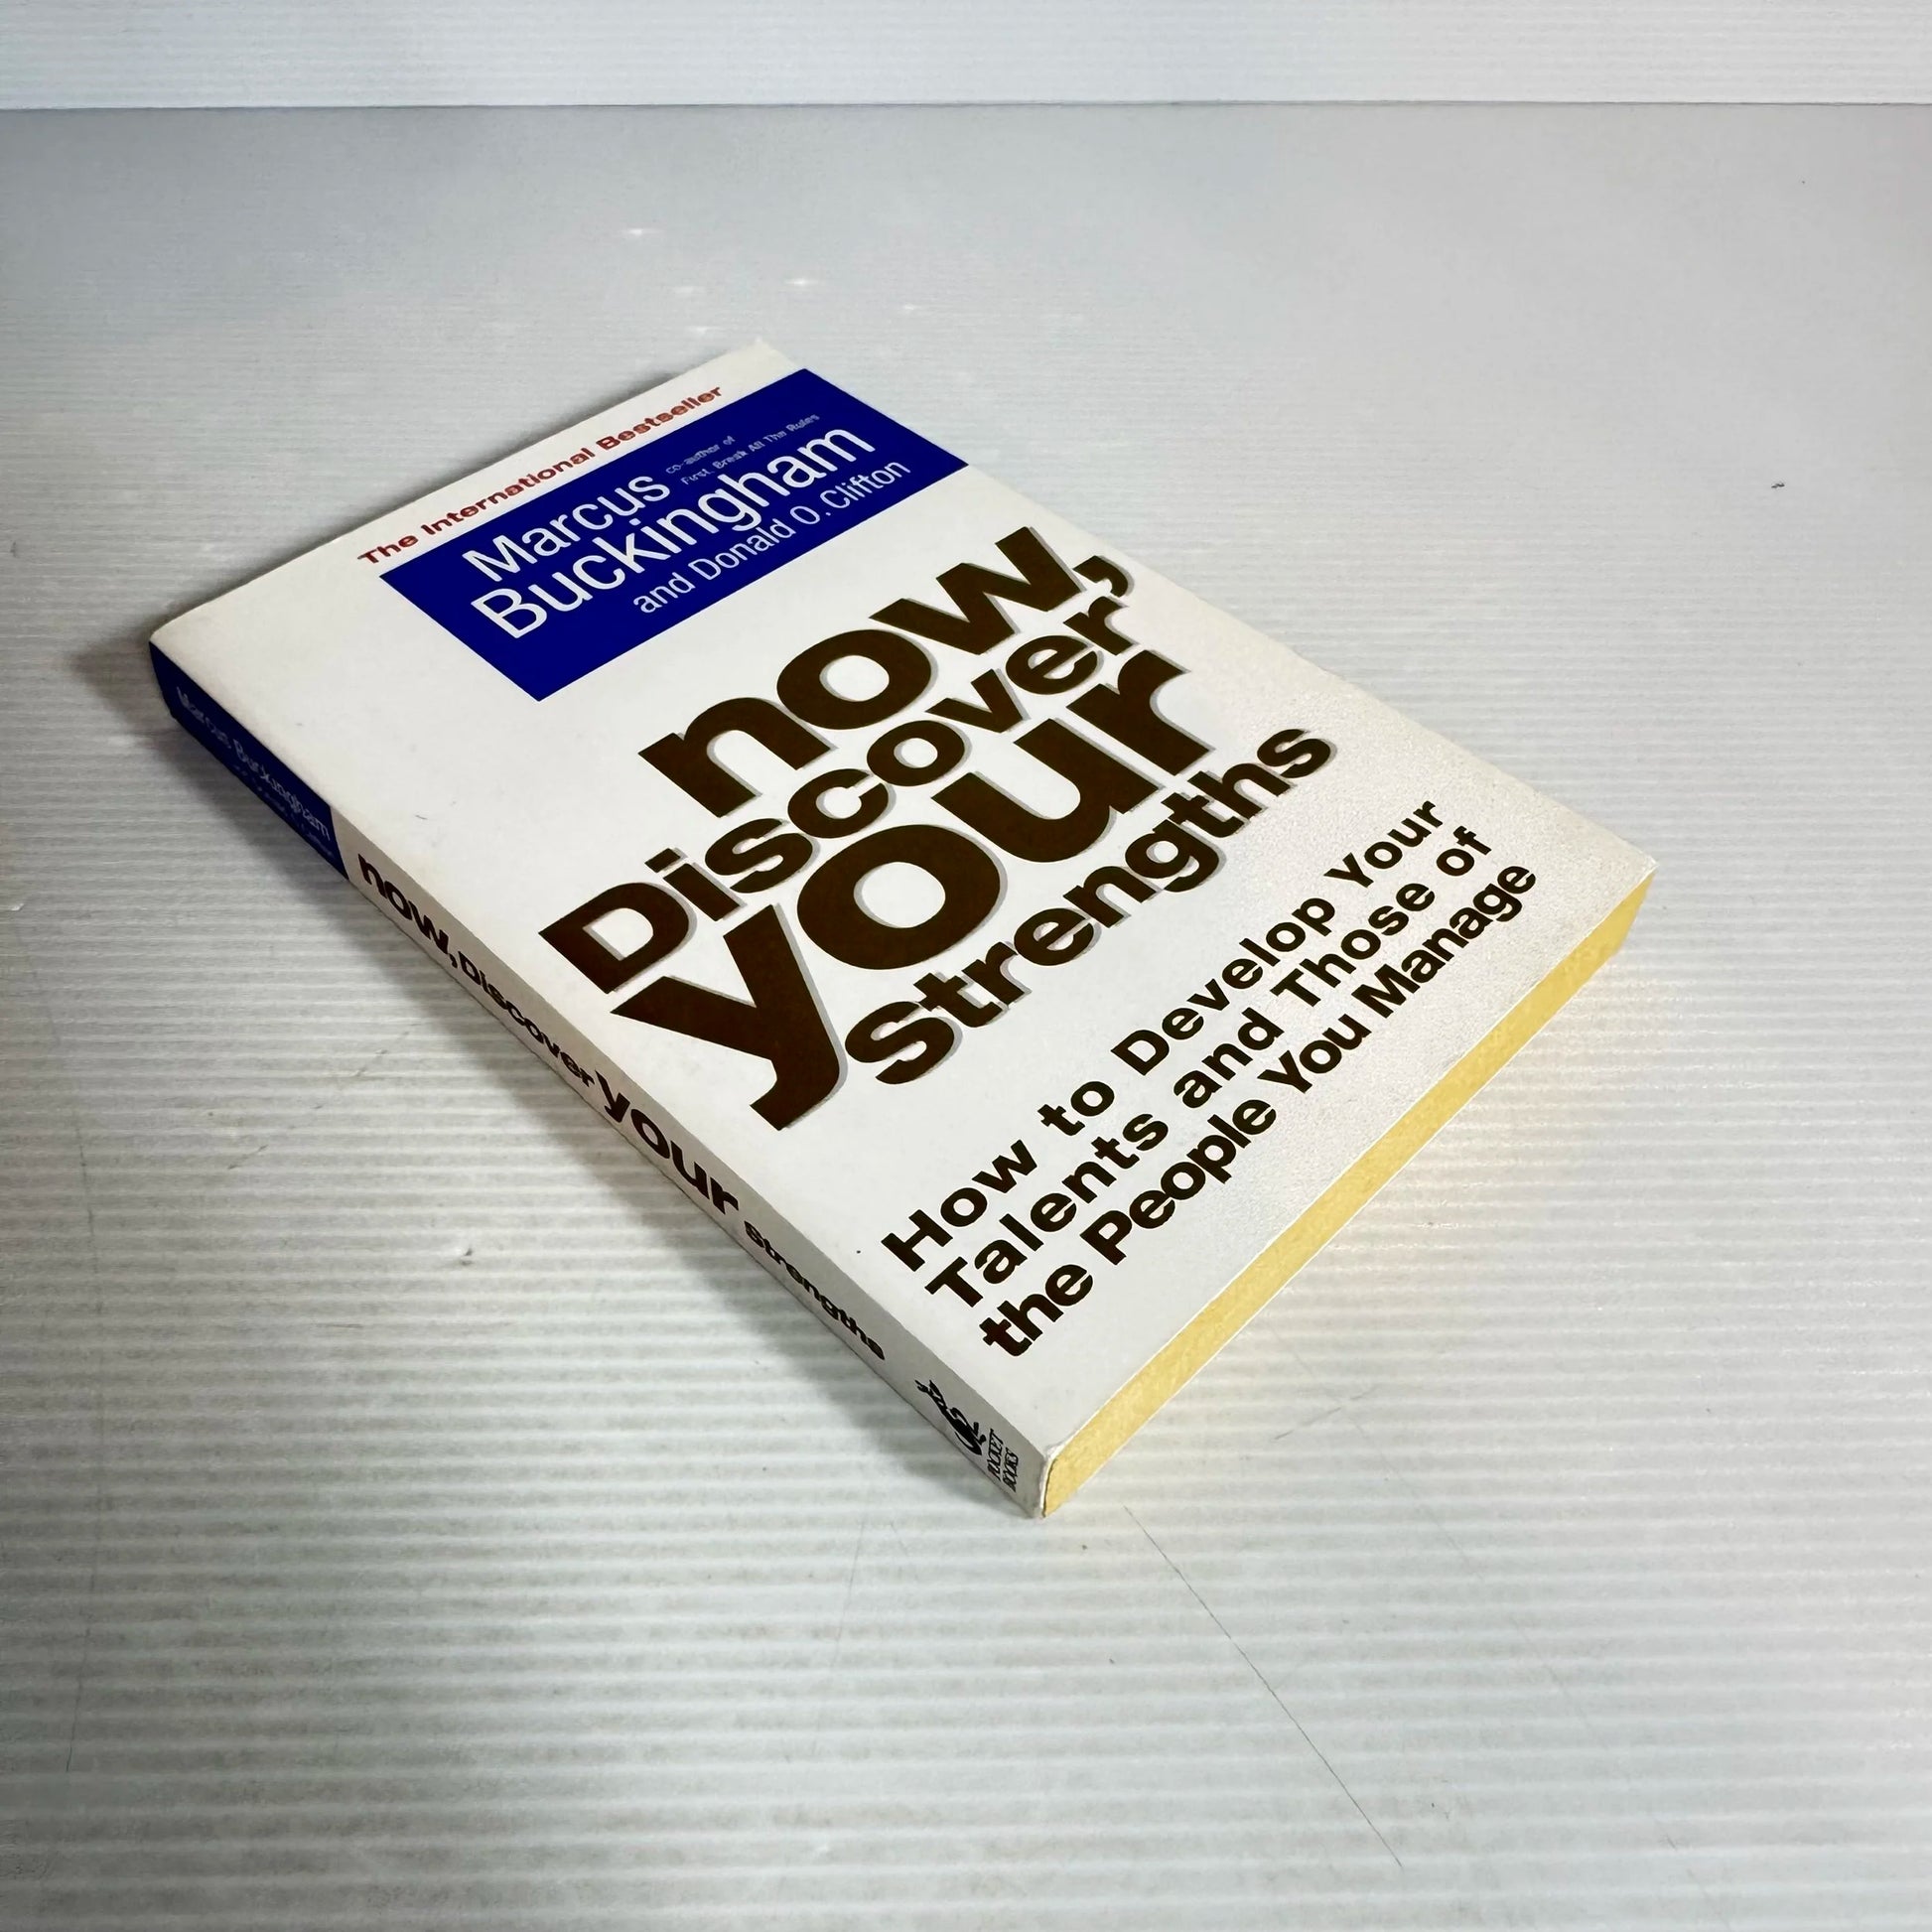 The International Bestseller
Marcus
co-author of
First, Break All The Rules
Buckingham
and Donald O. Clifton
now,
Discover
your
strengths
How to Develop Your
Talents and Those of
the People You Manage
Marcus Buckingham
now, Discover your strengths
POCKET
BOOKS